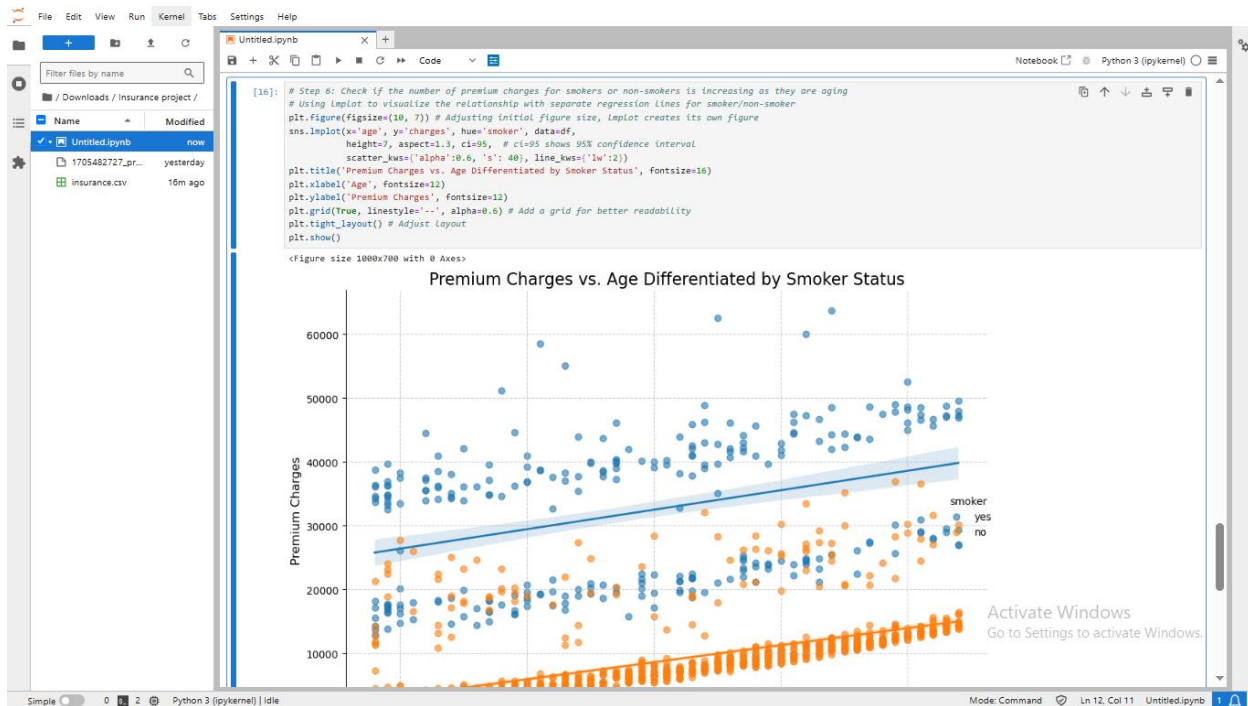 File Edit View Run Kernel Tabs Settings Help
Untitled.ipynb
Filter files by name
/ Downloads / Insurance project /
Name Modified
Untitled.ipynb now
1705482727_pr... yesterday
insurance.csv 16m ago
Code
Notebook
Python 3 (ipykernel)
[16]:
# Step 6: Check if the number of premium charges for smokers or non-smokers is increasing as they are aging
# Using lmplot to visualize the relationship with separate regression lines for smoker/non-smoker
plt.figure(figsize=(10, 7)) # Adjusting initial figure size, lmplot creates its own figure
sns.lmplot(x='age', y='charges', hue='smoker', data=df,
height=7, aspect=1.3, ci=95, # ci=95 shows 95% confidence interval
scatter_kws={'alpha':0.6, 's': 40}, line_kws={'lw':2})
plt.title('Premium Charges vs. Age Differentiated by Smoker Status', fontsize=16)
plt.xlabel('Age', fontsize=12)
plt.ylabel('Premium Charges', fontsize=12)
plt.grid(True, linestyle='--', alpha=0.6) # Add a grid for better readability
plt.tight_layout() # Adjust layout
plt.show()
<Figure size 1000x700 with 0 Axes>
Premium Charges vs. Age Differentiated by Smoker Status
60000
50000
40000
30000
20000
10000
Premium Charges
smoker
yes
no
Activate Windows
Go to Settings to activate Windows.
Simple 0 2 Python 3 (ipykernel) | Idle
Mode: Command Ln 12, Col 11 Untitled.ipynb 1